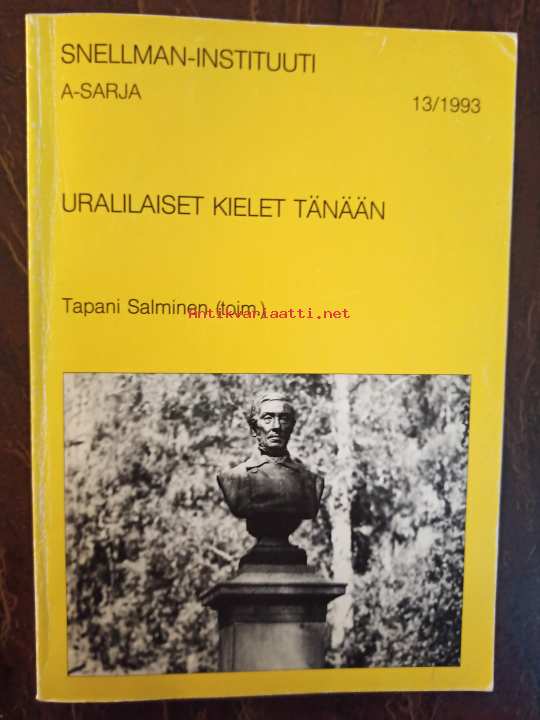 SNELLMAN-INSTITUUTI
A-SARJA
13/1993
URALILAISET KIELET TÄNÄÄN
Tapani Salminen (toim.)
Antikvariaatti.net